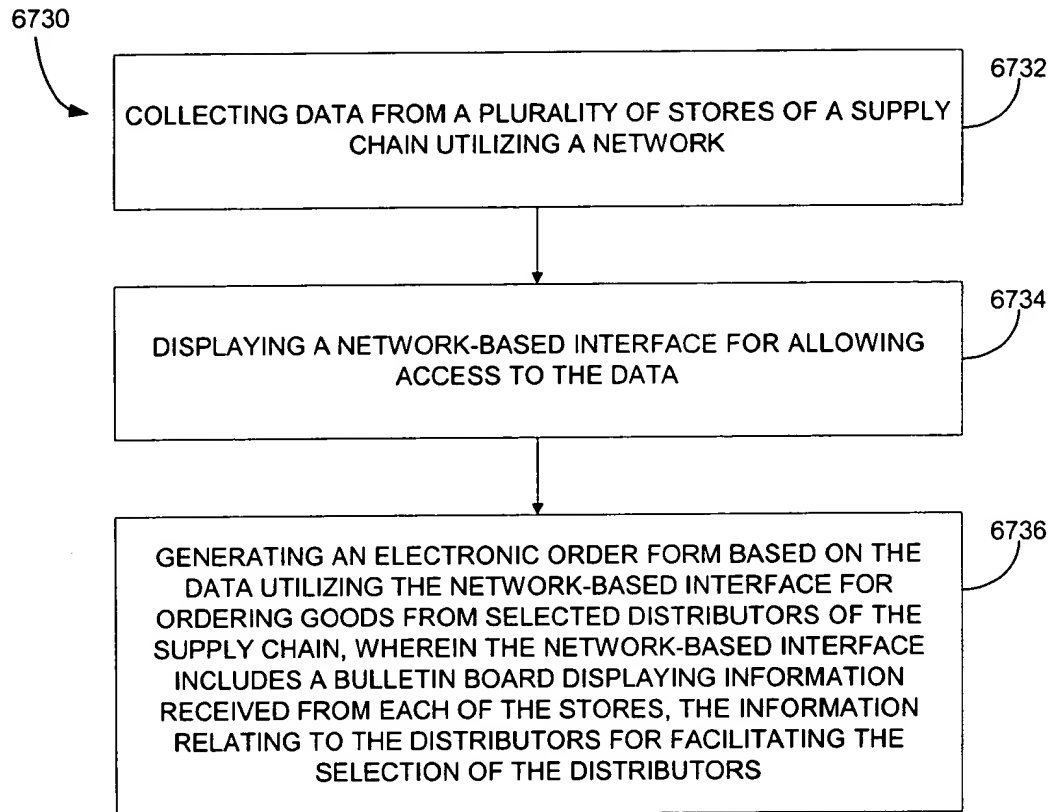 6730
6732
COLLECTING DATA FROM A PLURALITY OF STORES OF A SUPPLY
CHAIN UTILIZING A NETWORK
6734
DISPLAYING A NETWORK-BASED INTERFACE FOR ALLOWING
ACCESS TO THE DATA
6736
GENERATING AN ELECTRONIC ORDER FORM BASED ON THE
DATA UTILIZING THE NETWORK-BASED INTERFACE FOR
ORDERING GOODS FROM SELECTED DISTRIBUTORS OF THE
SUPPLY CHAIN, WHEREIN THE NETWORK-BASED INTERFACE
INCLUDES A BULLETIN BOARD DISPLAYING INFORMATION
RECEIVED FROM EACH OF THE STORES, THE INFORMATION
RELATING TO THE DISTRIBUTORS FOR FACILITATING THE
SELECTION OF THE DISTRIBUTORS